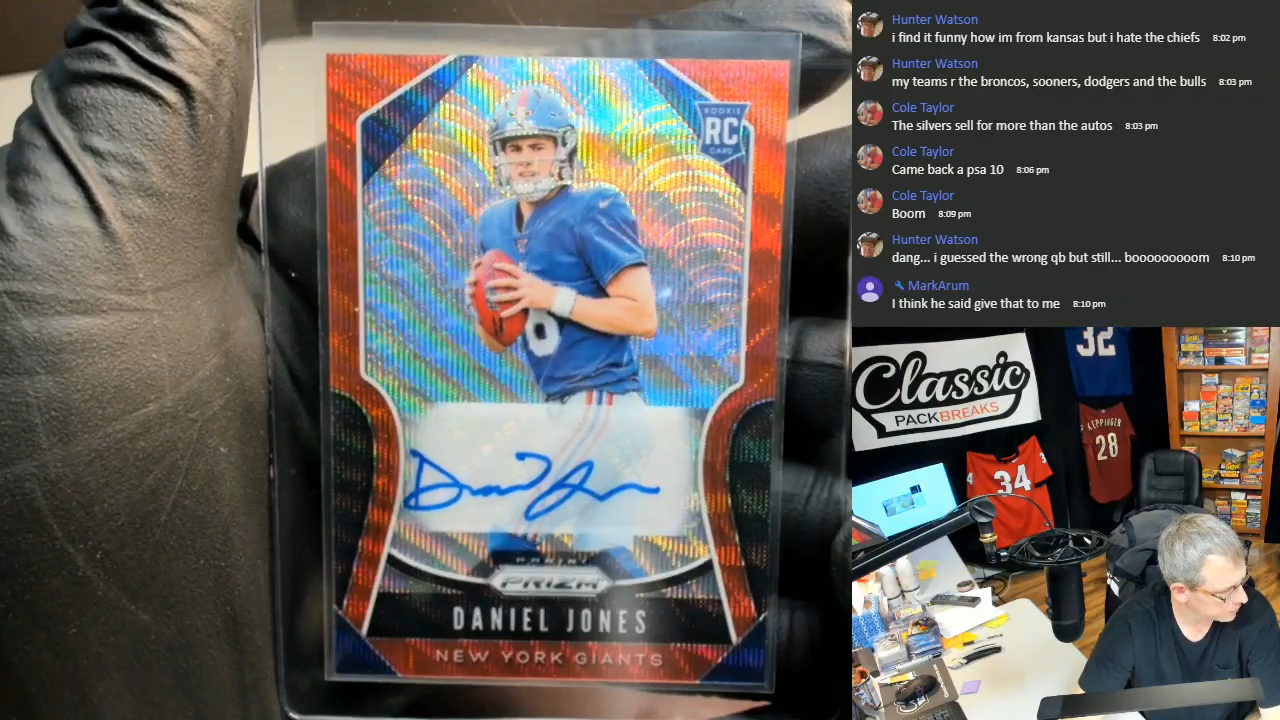 ROOKIE
RC
CARD
8
PANINI
PRIZM
DANIEL JONES
NEW YORK GIANTS
Hunter Watson
i find it funny how im from kansas but i hate the chiefs 8:02 pm
Hunter Watson
my teams r the broncos, sooners, dodgers and the bulls 8:03 pm
Cole Taylor
The silvers sell for more than the autos 8:03 pm
Cole Taylor
Came back a psa 10 8:06 pm
Cole Taylor
Boom 8:09 pm
Hunter Watson
dang... i guessed the wrong qb but still... booooooooom 8:10 pm
MarkArum
I think he said give that to me 8:10 pm
Classic
PACKBREAKS
32
KEPPINGER
28
34